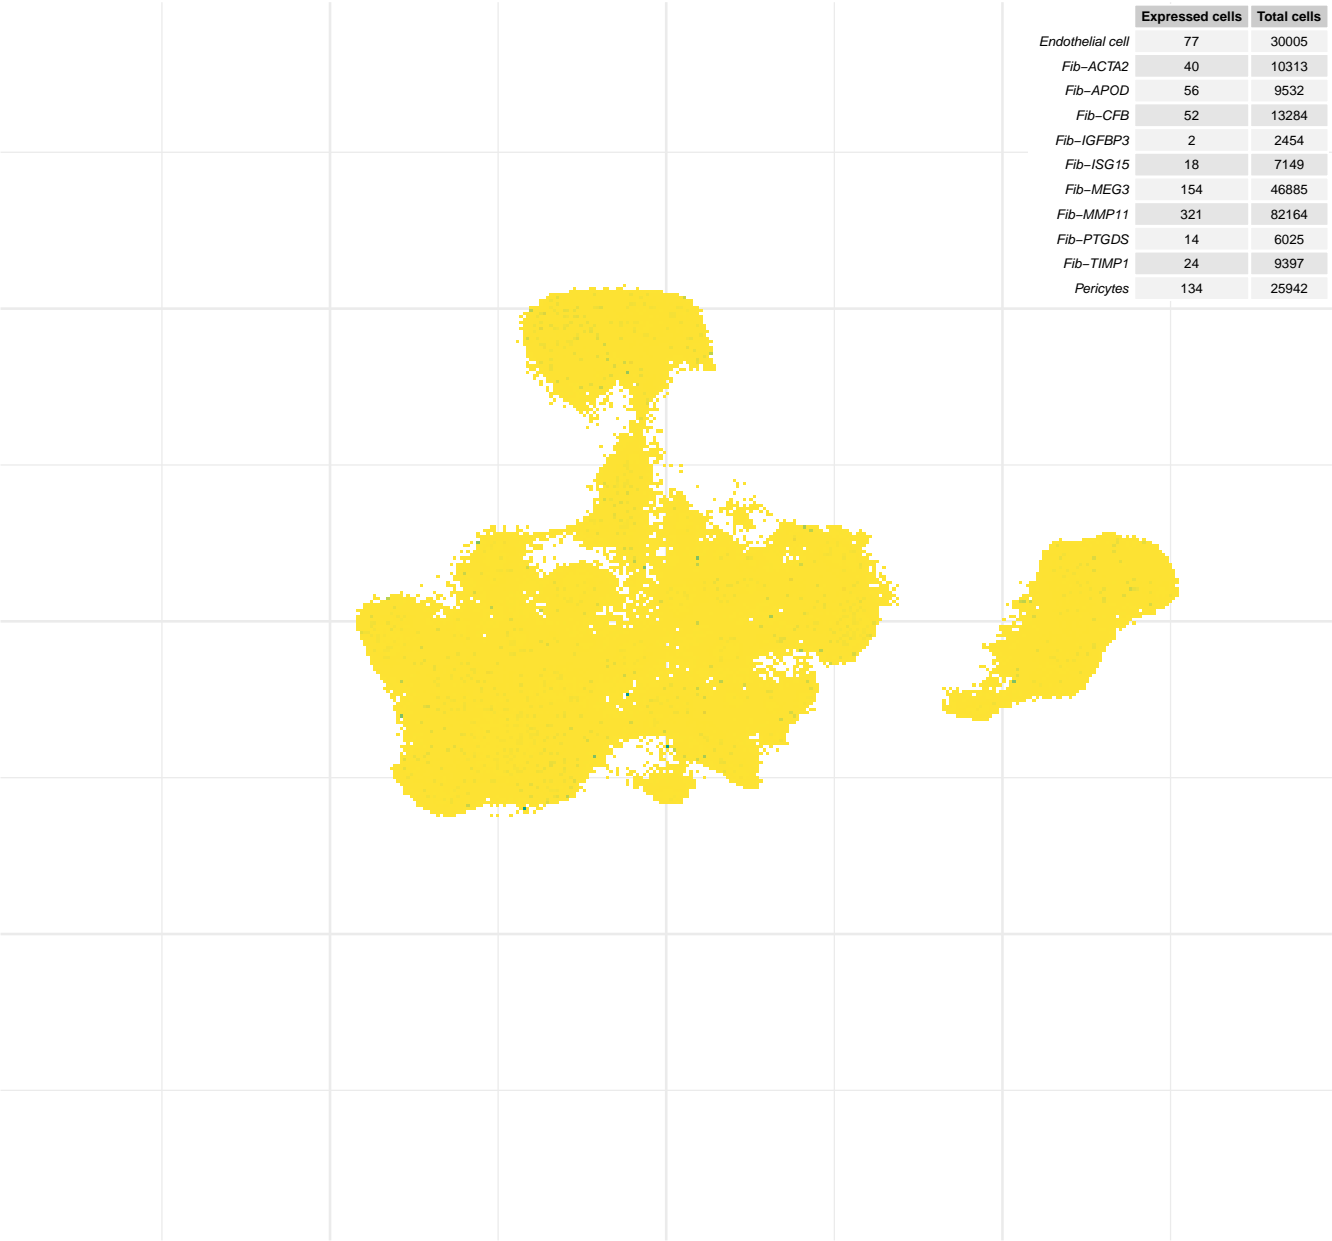 Expressed cells Total cells
Endothelial cell 77 30005
Fib−ACTA2 40 10313
Fib−APOD 56 9532
Fib−CFB 52 13284
Fib−IGFBP3 2 2454
Fib−ISG15 18 7149
Fib−MEG3 154 46885
Fib−MMP11 321 82164
Fib−PTGDS 14 6025
Fib−TIMP1 24 9397
Pericytes 134 25942